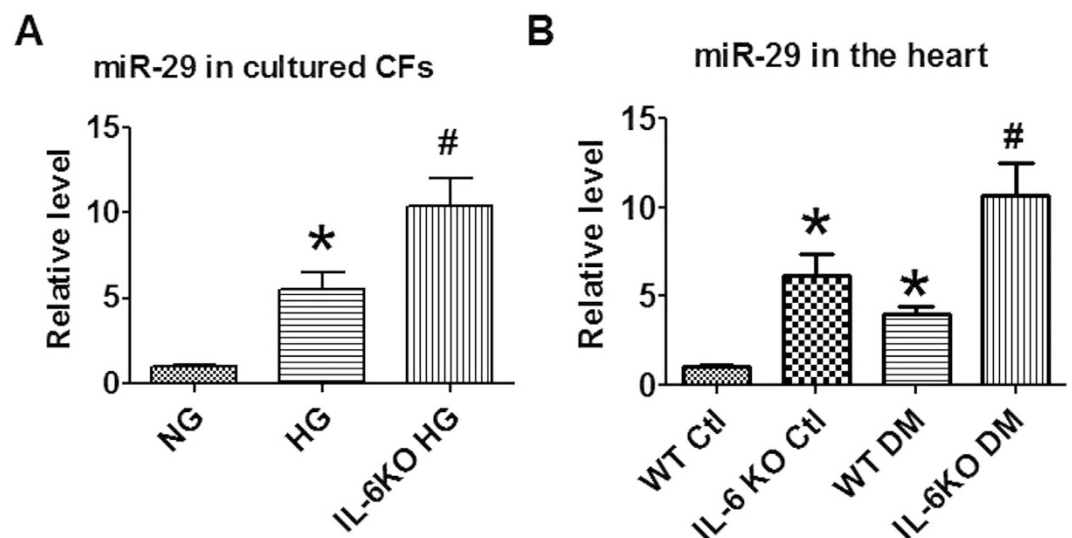 A
miR-29 in cultured CFs
Relative level
15
10
5
0
#
*
NG
HG
IL-6KO HG
B
miR-29 in the heart
Relative level
15
10
5
0
#
*
*
WT Ctl
IL-6 KO Ctl
WT DM
IL-6KO DM